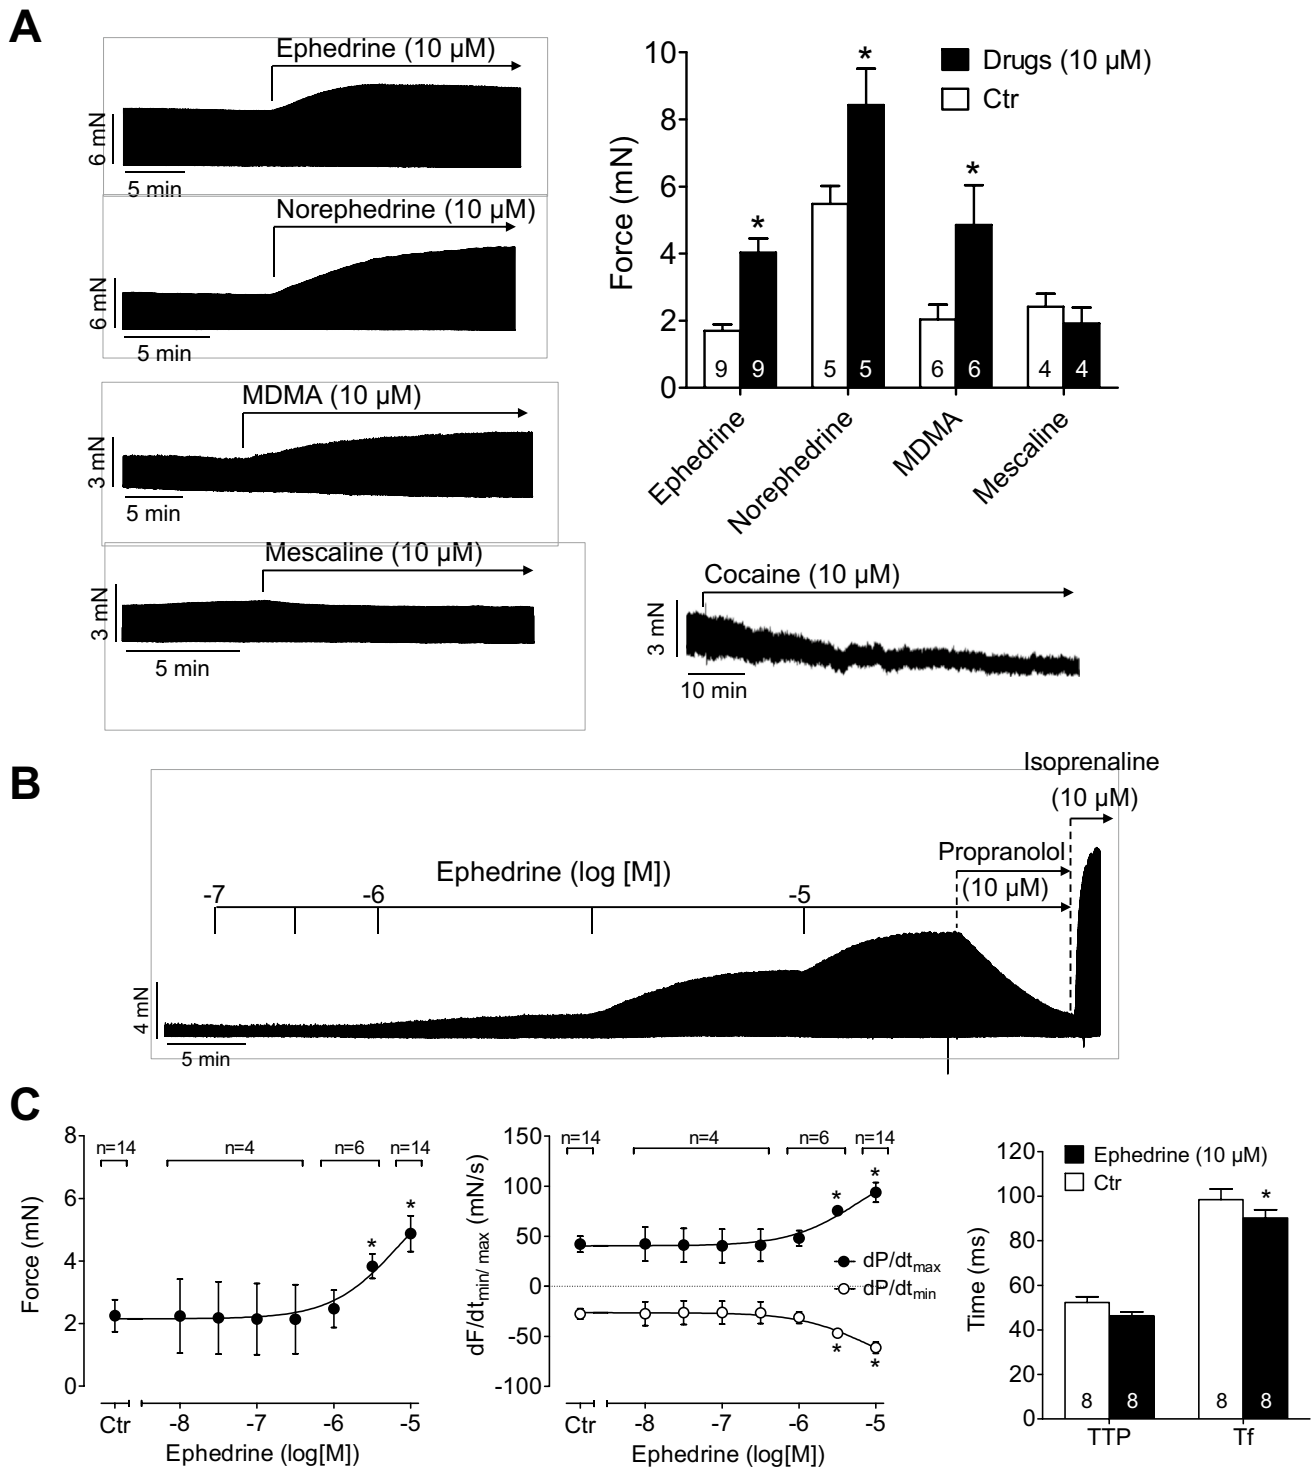 A
Ephedrine (10 µM)
6 mN
5 min
Norephedrine (10 µM)
6 mN
5 min
MDMA (10 µM)
3 mN
5 min
Mescaline (10 µM)
3 mN
5 min
Force (mN)
10
8
6
4
2
0
* * *
Drugs (10 µM)
Ctr
9 9 5 5 6 6 4 4
Ephedrine
Norephedrine
MDMA
Mescaline
Cocaine (10 µM)
3 mN
10 min
B
Isoprenaline
(10 µM)
Propranolol
(10 µM)
Ephedrine (log [M])
-7 -6 -5
4 mN
5 min
C
n=14 n=4 n=6 n=14
Force (mN)
8
6
4
2
0
* *
Ctr -8 -7 -6 -5
Ephedrine (log[M])
n=14 n=4 n=6 n=14
dF/dtmin/ max (mN/s)
150
100
50
0
-50
-100
* *
dP/dtmax
dP/dtmin
* *
Ctr -8 -7 -6 -5
Ephedrine (log[M])
Time (ms)
120
100
80
60
40
20
0
Ephedrine (10 µM)
Ctr
*
8 8 8 8
TTP Tf